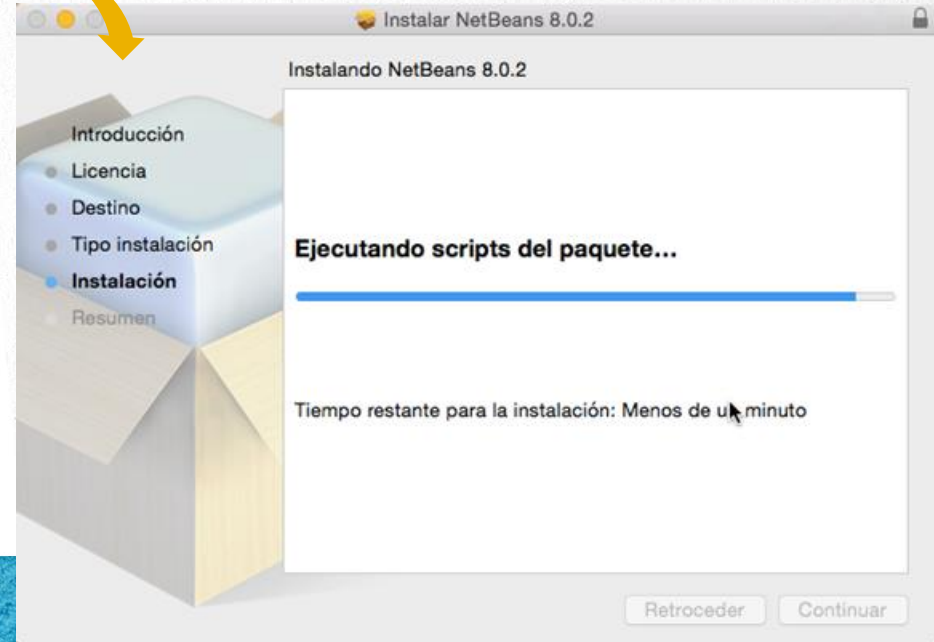 Instalar NetBeans 8.0.2
Instalando NetBeans 8.0.2
Introducción
Licencia
Destino
Tipo instalación
Instalación
Resumen
Ejecutando scripts del paquete...
Tiempo restante para la instalación: Menos de un minuto
Retroceder
Continuar